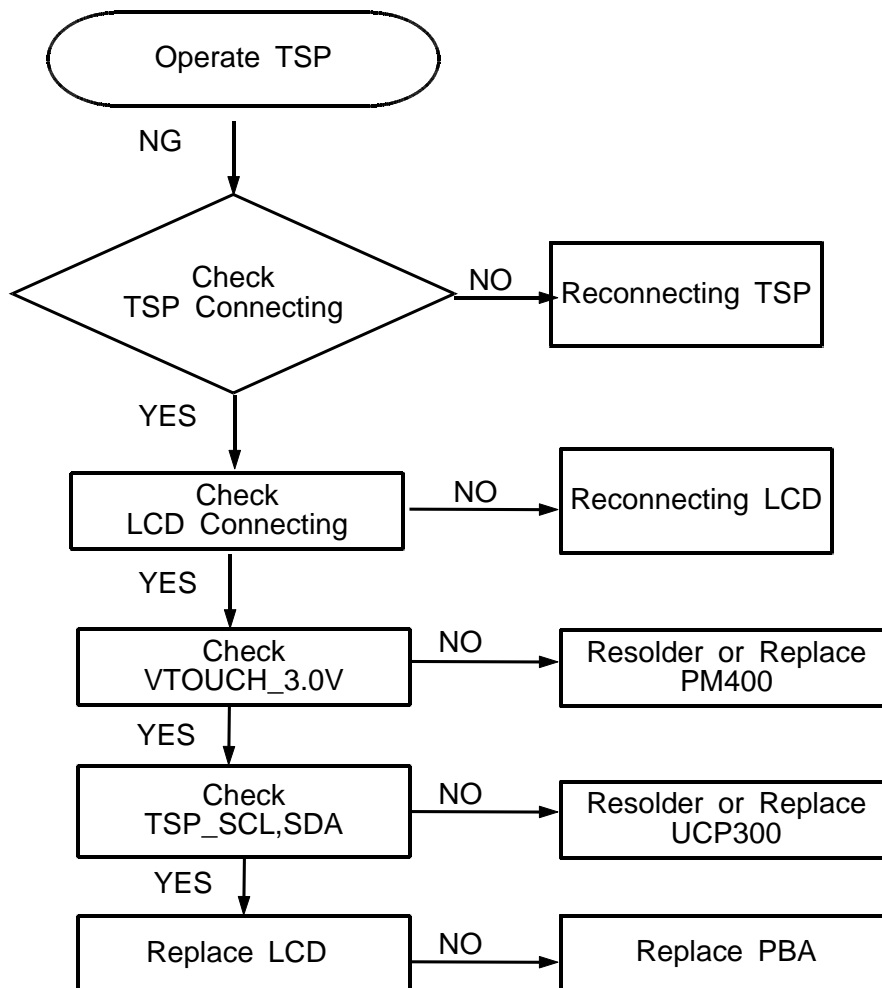 Operate TSP
NG
Check
TSP Connecting
NO
Reconnecting TSP
YES
Check
LCD Connecting
NO
Reconnecting LCD
YES
Check
VTOUCH_3.0V
NO
Resolder or Replace
PM400
YES
Check
TSP_SCL,SDA
NO
Resolder or Replace
UCP300
YES
Replace LCD
NO
Replace PBA